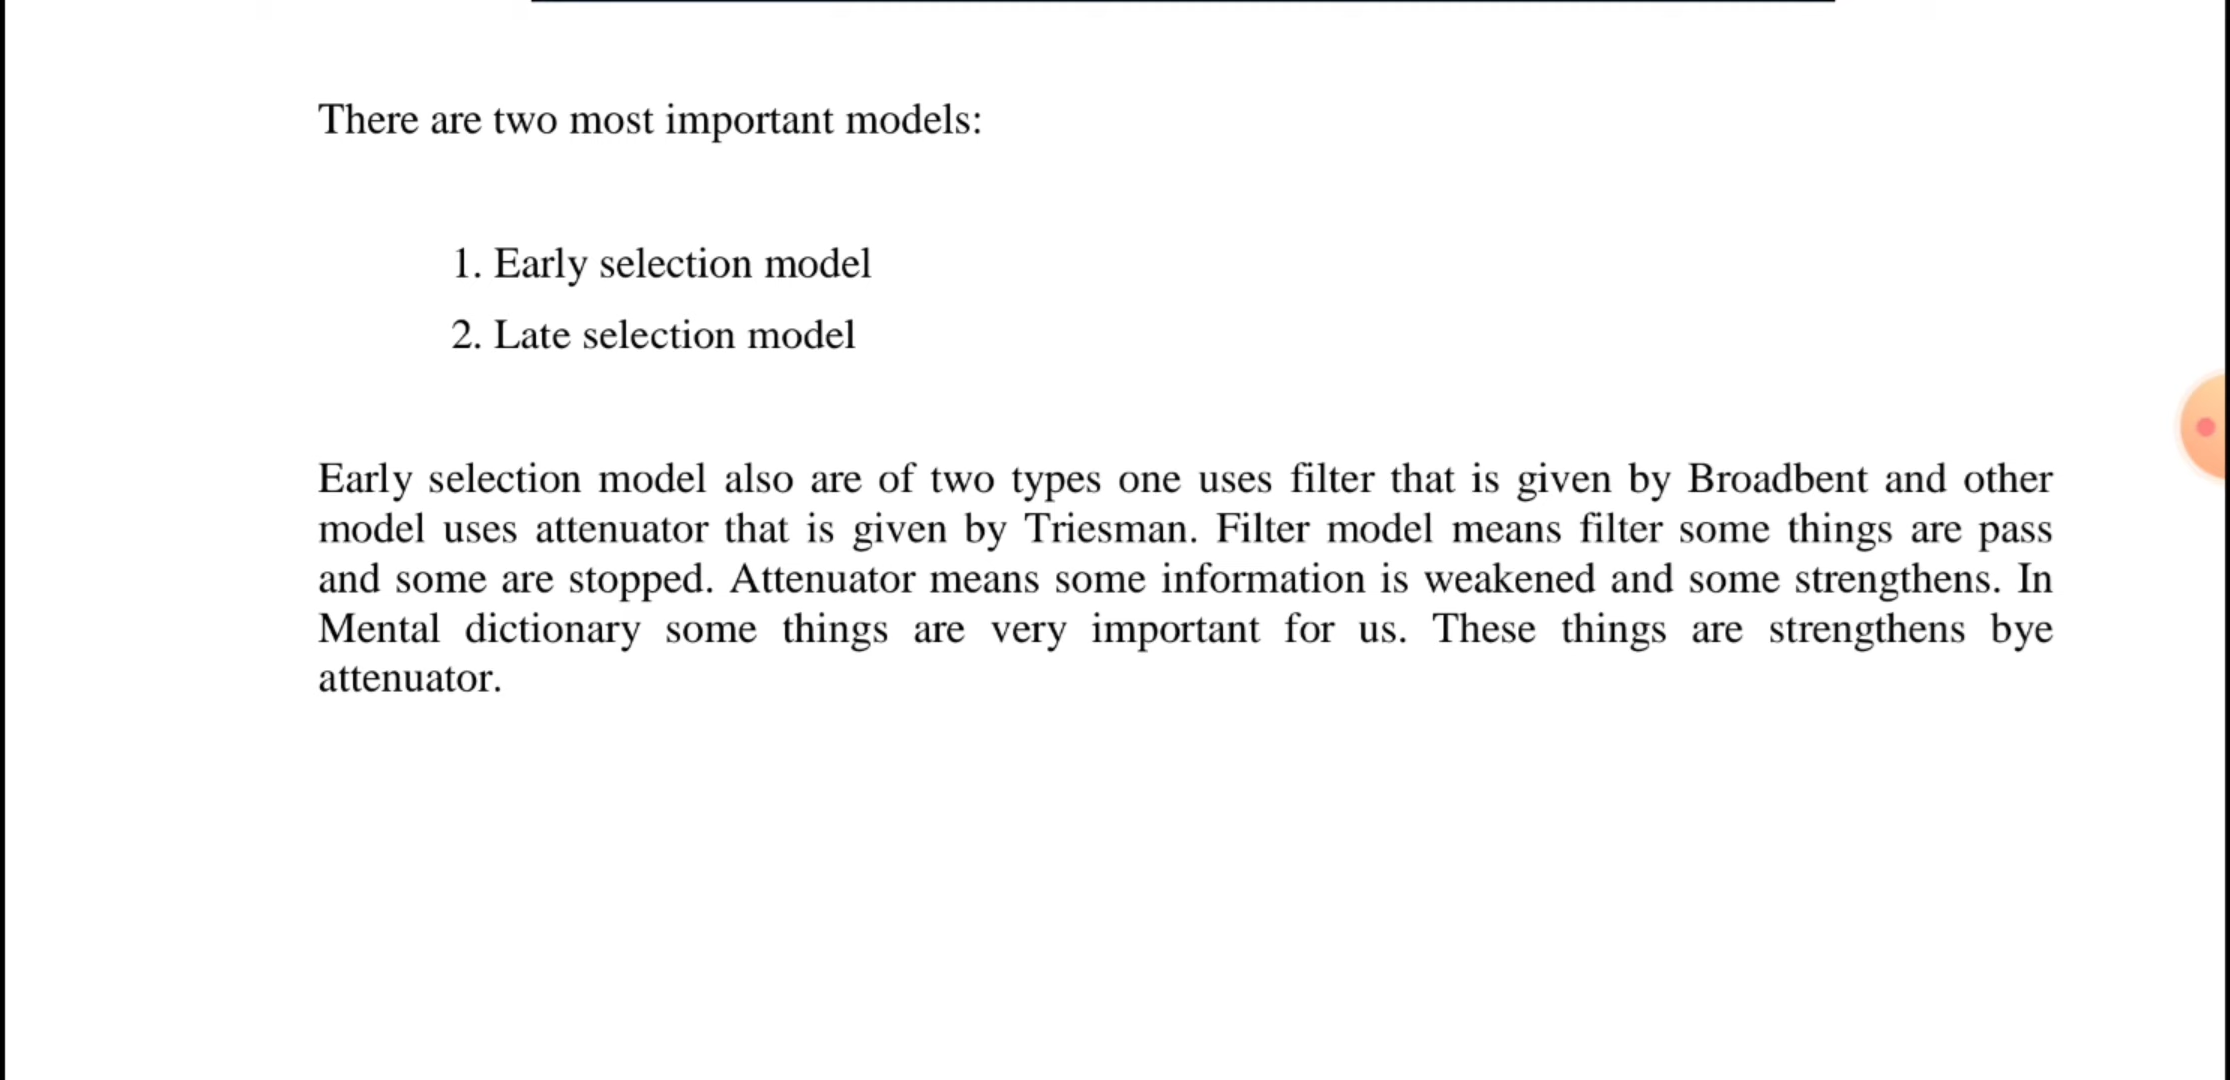 There are two most important models:
1. Early selection model
2. Late selection model
Early selection model also are of two types one uses filter that is given by Broadbent and other
model uses attenuator that is given by Triesman. Filter model means filter some things are pass
and some are stopped. Attenuator means some information is weakened and some strengthens. In
Mental dictionary some things are very important for us. These things are strengthens bye
attenuator.